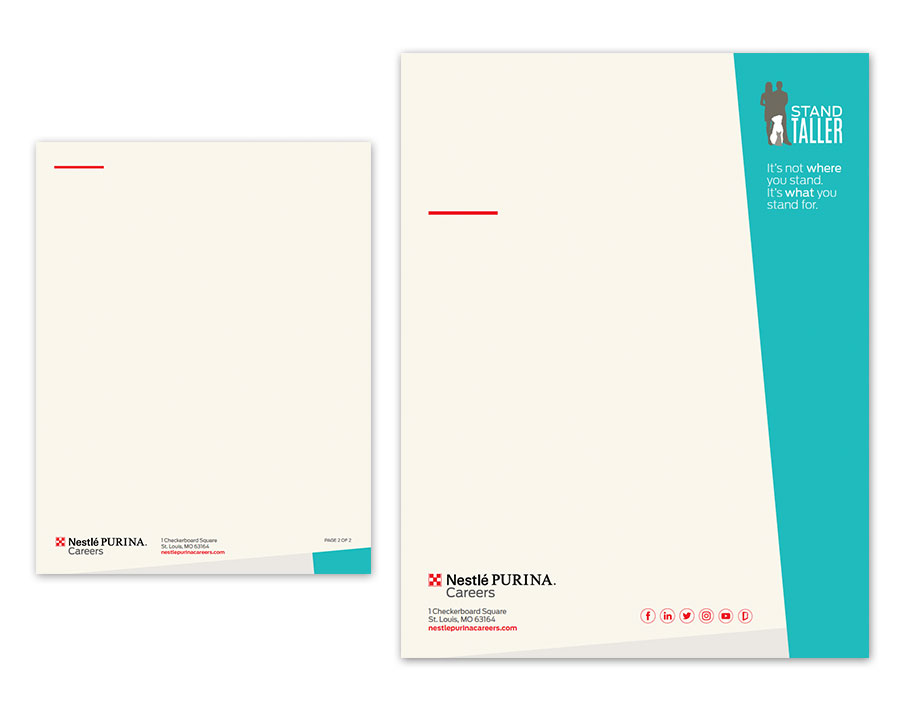 Nestlé PURINA.
Careers
1 Checkerboard Square
St. Louis, MO 63164
nestlepurinacareers.com
PAGE 2 OF 2
STAND
TALLER
It's not where
you stand.
It's what you
stand for.
Nestlé PURINA.
Careers
1 Checkerboard Square
St. Louis, MO 63164
nestlepurinacareers.com